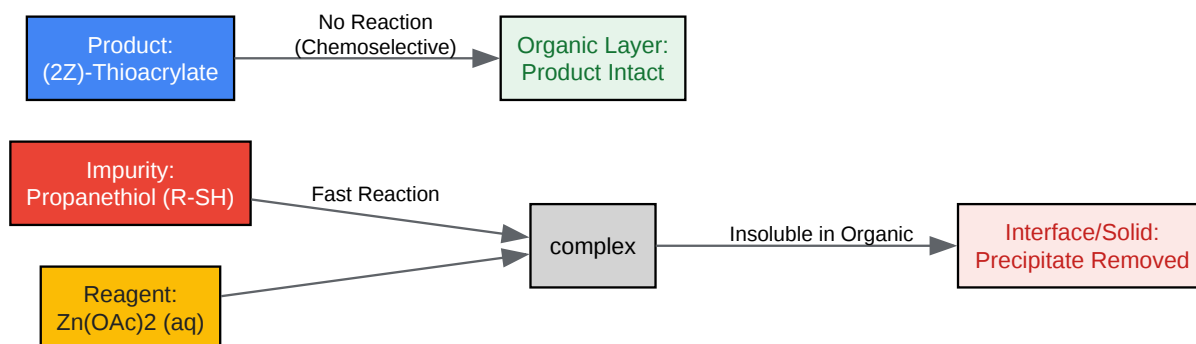 Product:
(2Z)-Thioacrylate
No Reaction
(Chemoselective)
Organic Layer:
Product Intact
Impurity:
Propanethiol (R-SH)
Fast Reaction
Reagent:
Zn(OAc)2 (aq)
complex
Insoluble in Organic
Interface/Solid:
Precipitate Removed